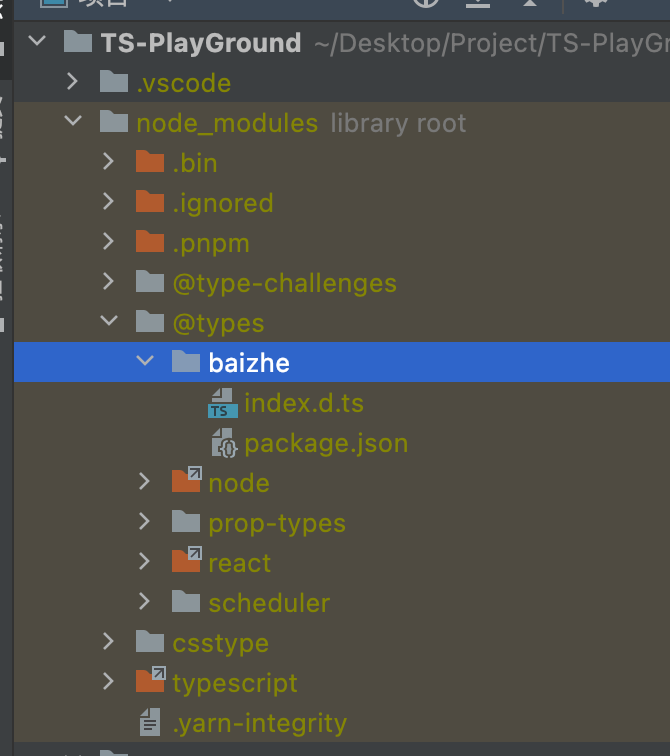 TS-PlayGround ~/Desktop/Project/TS-PlayGr
.vscode
node_modules library root
.bin
.ignored
.pnpm
@type-challenges
@types
baizhe
TS index.d.ts
package.json
node
prop-types
react
scheduler
csstype
typescript
.yarn-integrity